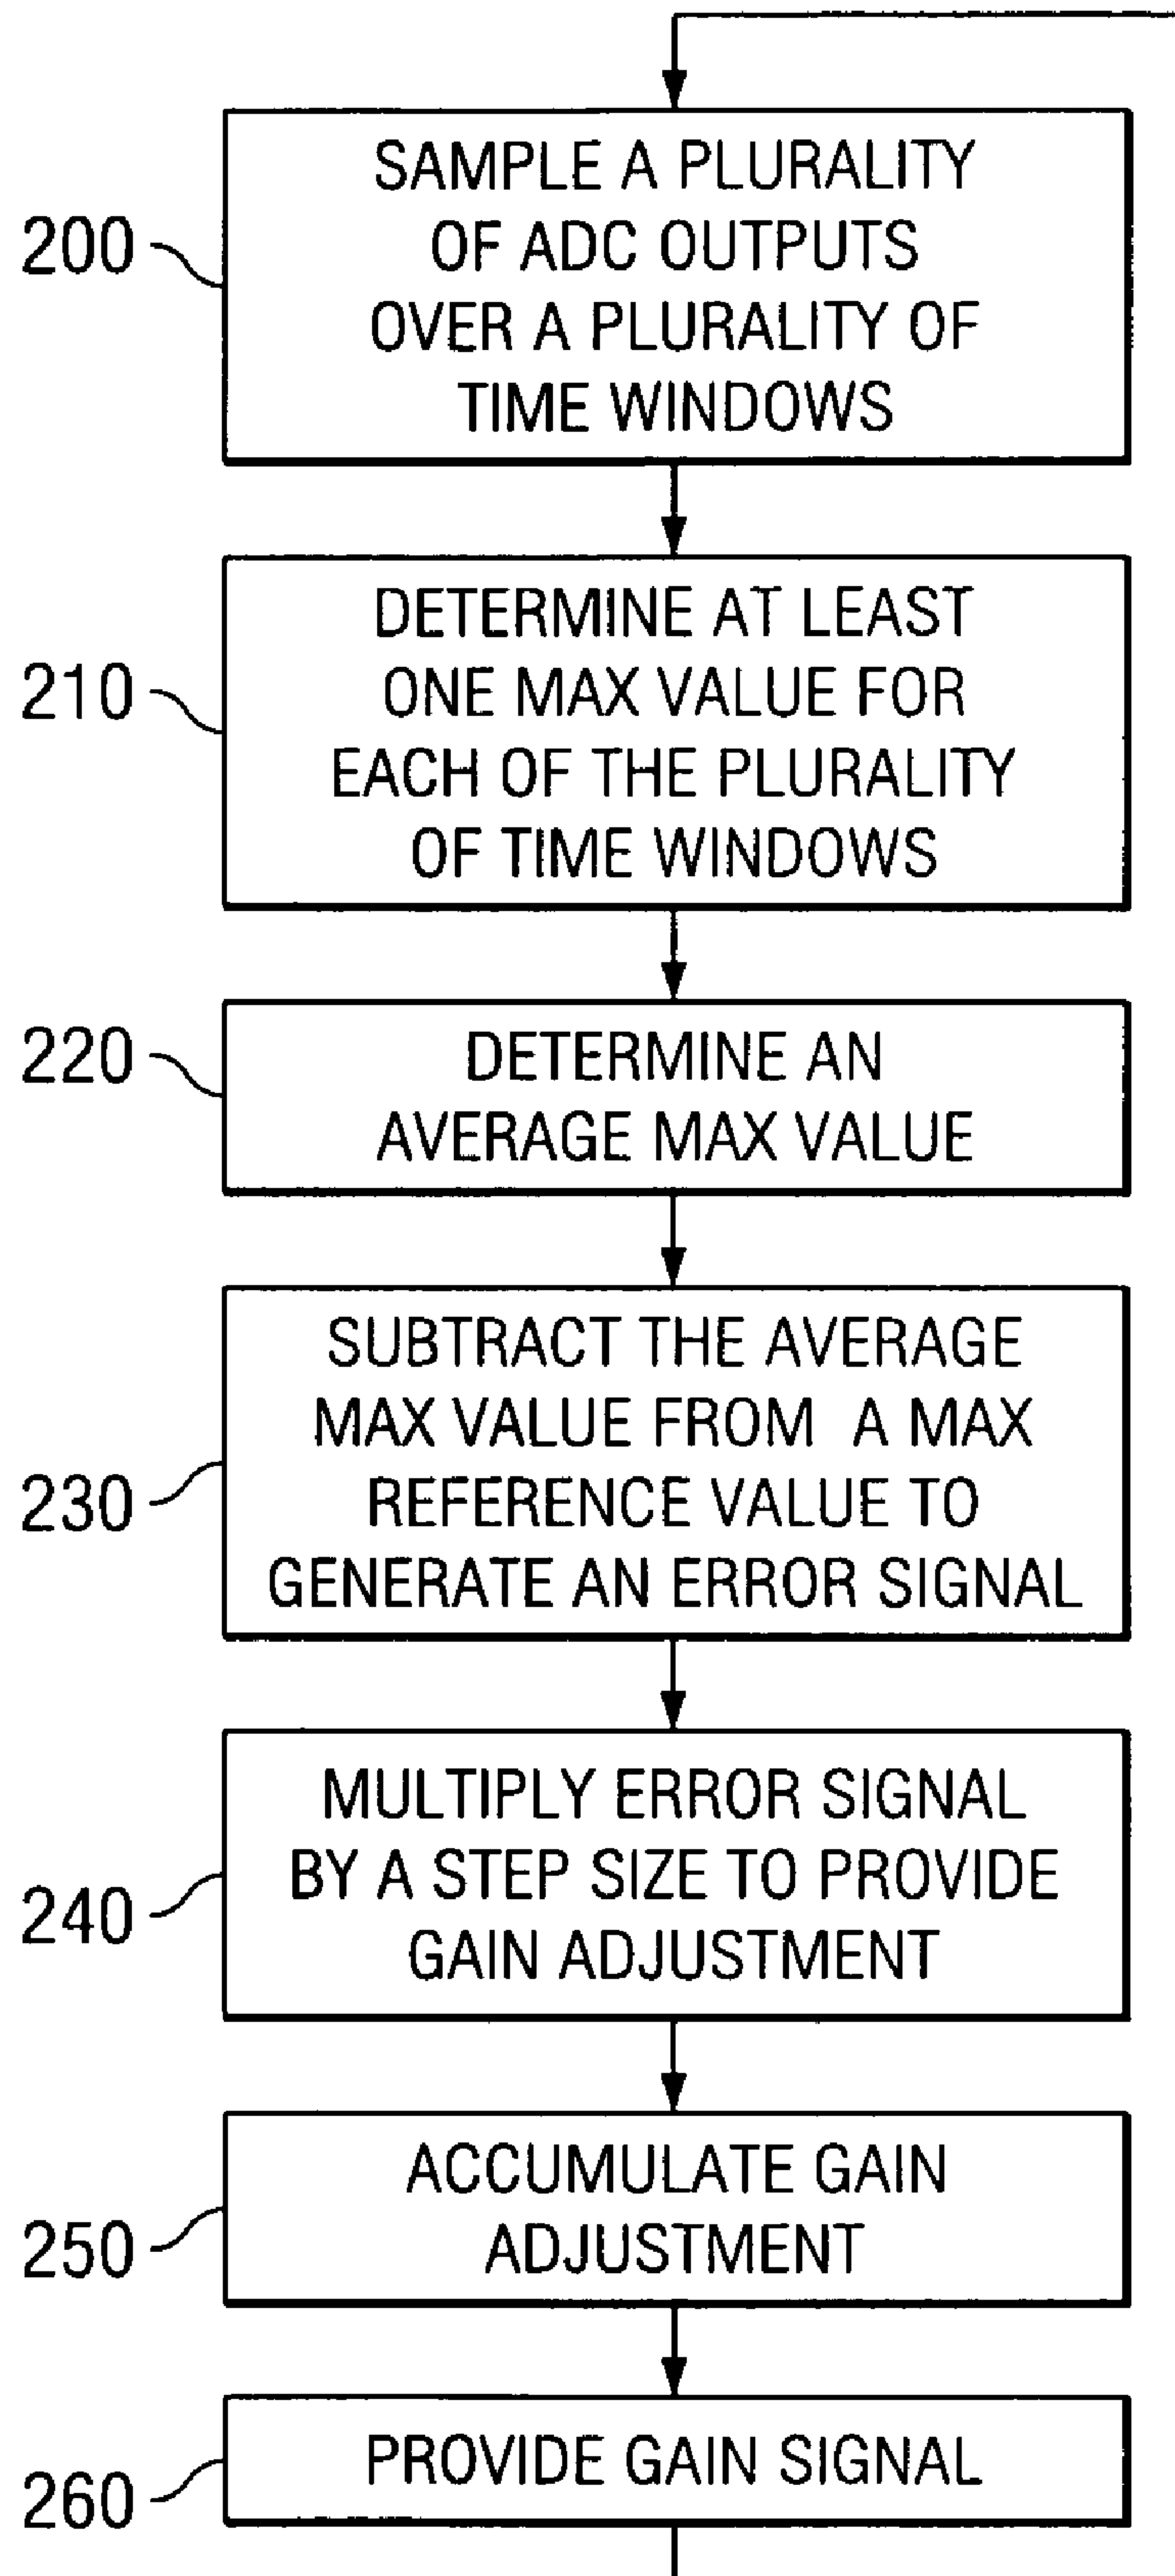 200
SAMPLE A PLURALITY
OF ADC OUTPUTS
OVER A PLURALITY OF
TIME WINDOWS
210
DETERMINE AT LEAST
ONE MAX VALUE FOR
EACH OF THE PLURALITY
OF TIME WINDOWS
220
DETERMINE AN
AVERAGE MAX VALUE
230
SUBTRACT THE AVERAGE
MAX VALUE FROM A MAX
REFERENCE VALUE TO
GENERATE AN ERROR SIGNAL
240
MULTIPLY ERROR SIGNAL
BY A STEP SIZE TO PROVIDE
GAIN ADJUSTMENT
250
ACCUMULATE GAIN
ADJUSTMENT
260
PROVIDE GAIN SIGNAL